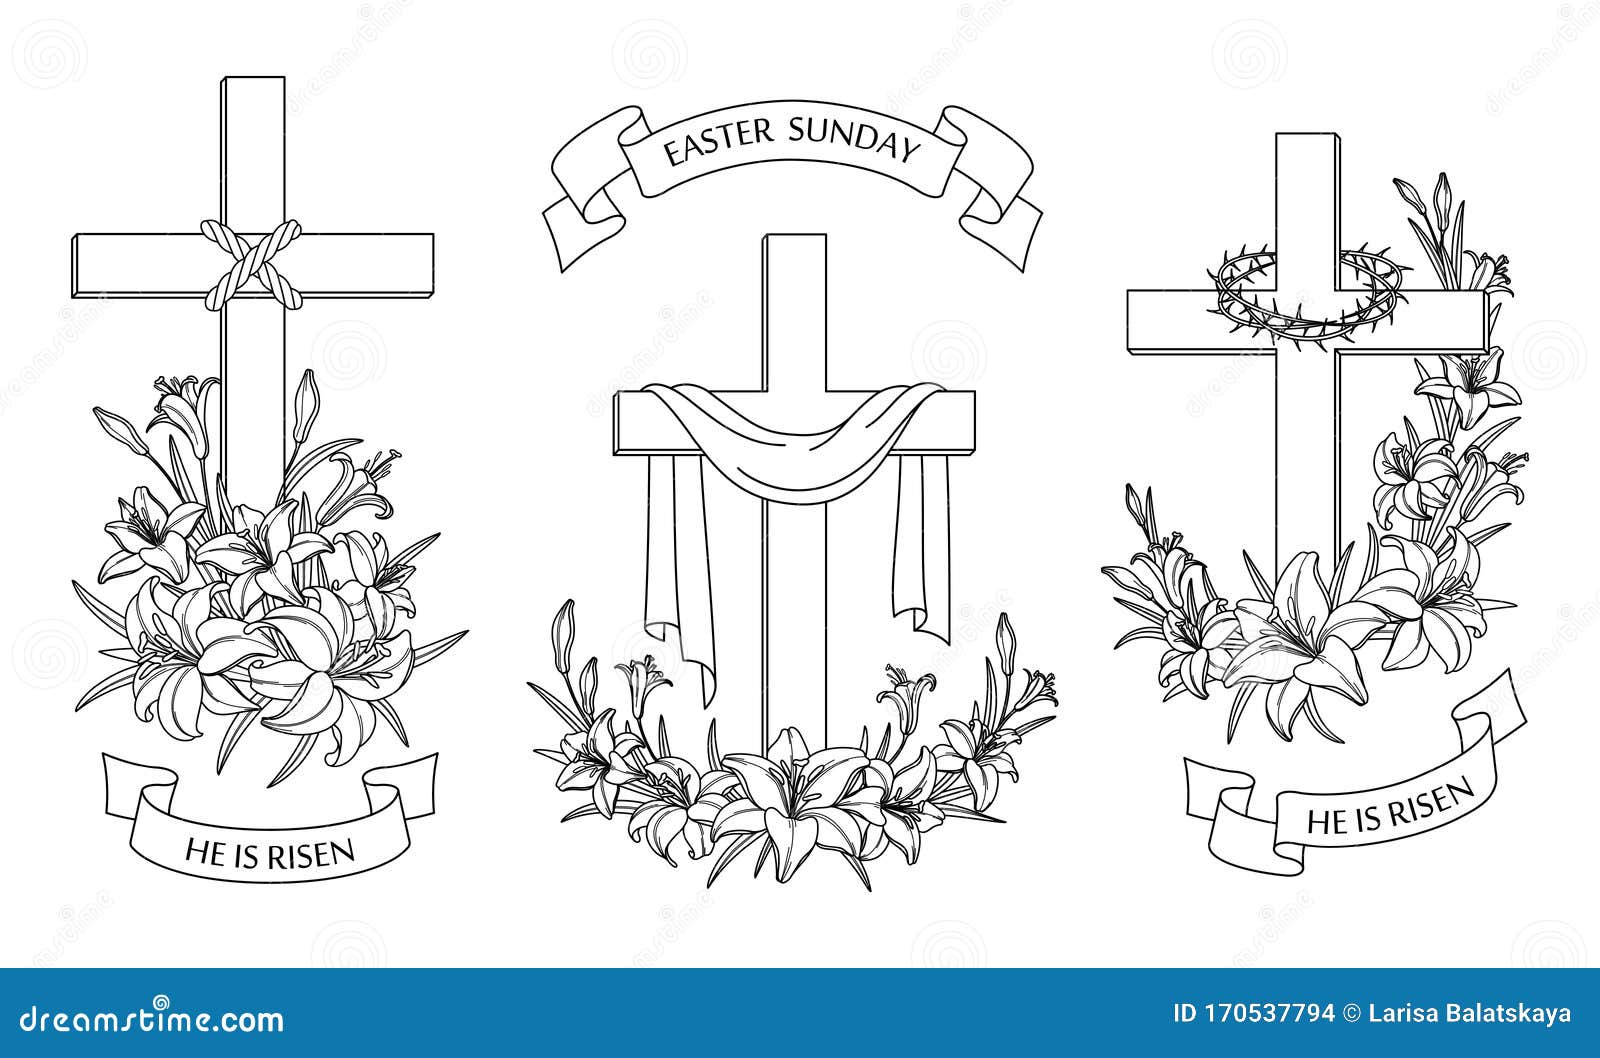 EASTER SUNDAY
HE IS RISEN
HE IS RISEN
dreamstime.com
ID 170537794 © Larisa Balatskaya